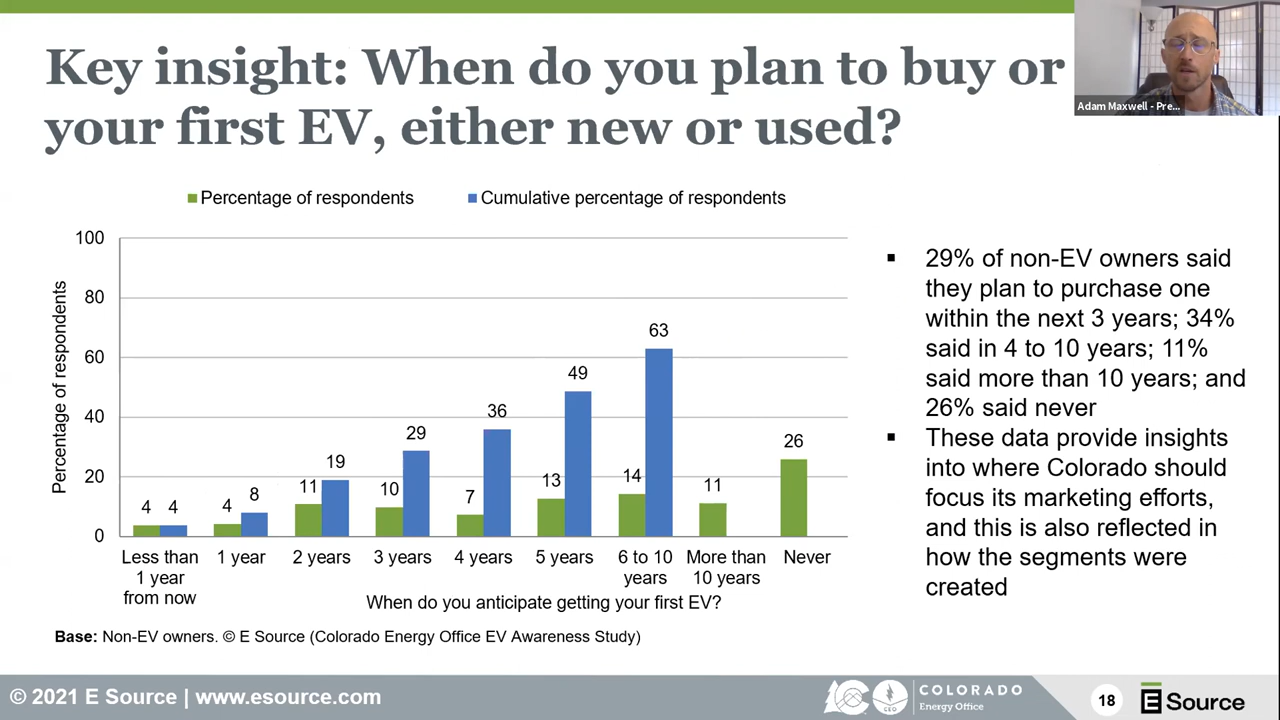 Key insight: When do you plan to buy or
your first EV, either new or used?
Adam Maxwell - Pre...
Percentage of respondents
Cumulative percentage of respondents
Percentage of respondents
100
80
60
40
20
0
4
4
4
8
11
19
10
29
7
36
13
49
14
63
11
26
Less than
1 year
from now
1 year
2 years
3 years
4 years
5 years
6 to 10
years
More than
10 years
Never
When do you anticipate getting your first EV?
Base: Non-EV owners. © E Source (Colorado Energy Office EV Awareness Study)
▪ 29% of non-EV owners said
they plan to purchase one
within the next 3 years; 34%
said in 4 to 10 years; 11%
said more than 10 years; and
26% said never
▪ These data provide insights
into where Colorado should
focus its marketing efforts,
and this is also reflected in
how the segments were
created
© 2021 E Source | www.esource.com
CEO
COLORADO
Energy Office
18
E Source